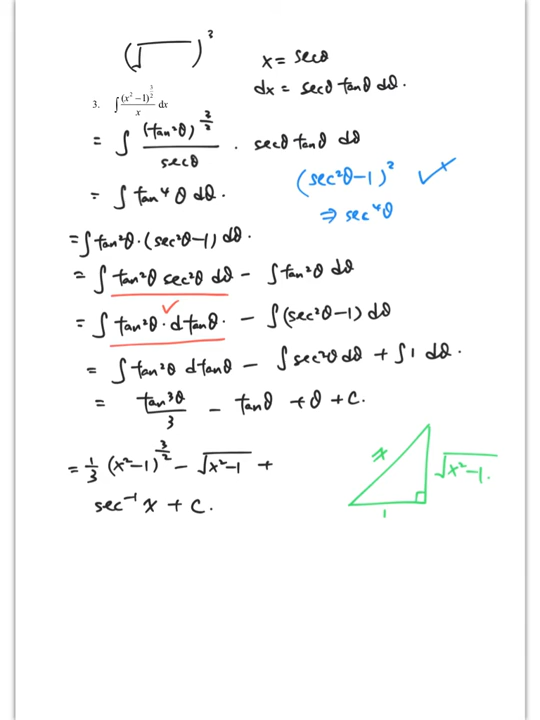 (√‾)³
x = secθ
dx = secθ tanθ dθ.
3. ∫ (x² − 1)^(3/2) / x dx
= ∫ (tan²θ)^(3/2) / secθ · secθ tanθ dθ
= ∫ tan⁴θ dθ.
(sec²θ − 1)² ✓
⇒ sec⁴θ
= ∫ tan²θ · (sec²θ − 1) dθ.
= ∫ tan²θ sec²θ dθ − ∫ tan²θ dθ
= ∫ tan²θ · d tanθ · − ∫ (sec²θ − 1) dθ
= ∫ tan²θ d tanθ − ∫ sec²θ dθ + ∫ 1 dθ.
= tan³θ / 3 − tanθ + θ + C.
= 1/3 (x² − 1)^(3/2) − √(x² − 1) +
sec⁻¹ x + C.
x
√(x² − 1).
1